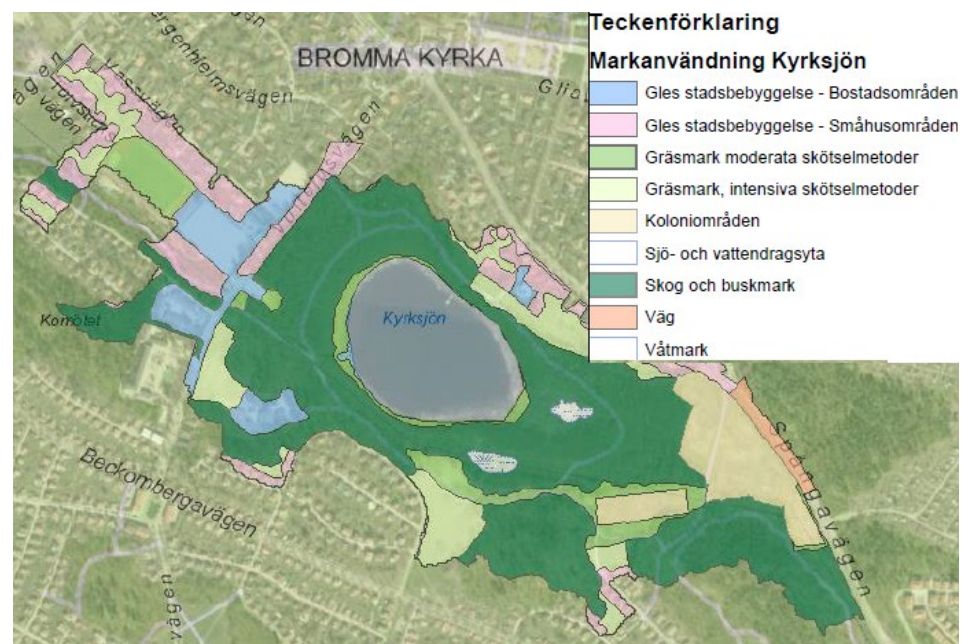 Teckenförklaring
Markanvändning Kyrksjön
Gles stadsbebyggelse - Bostadsområden
Gles stadsbebyggelse - Småhusområden
Gräsmark moderata skötselmetoder
Gräsmark, intensiva skötselmetoder
Koloniområden
Sjö- och vattendragsyta
Skog och buskmark
Väg
Våtmark
BROMMA KYRKA
Kyrksjön
Beckombergavägen
Spångavägen
vägen